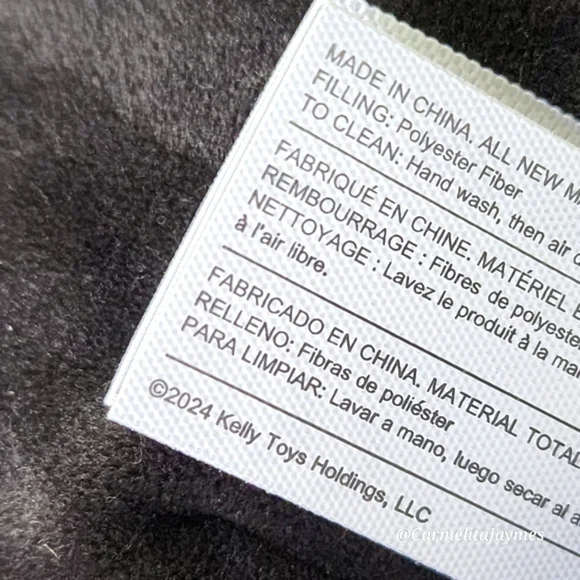 MADE IN CHINA. ALL NEW
FILLING: Polyester Fiber
TO CLEAN: Hand wash, then air
FABRIQUÉ EN CHINE. MATÉRIEL
REMBOURRAGE : Fibres de polyeste
NETTOYAGE : Lavez le produit à la
à l'air libre.
FABRICADO EN CHINA. MATERIAL TOTAL
RELLENO: Fibras de poliéster
PARA LIMPIAR: Lavar a mano, luego secar al
©2024 Kelly Toys Holdings, LLC
@CarmelitaJaymes